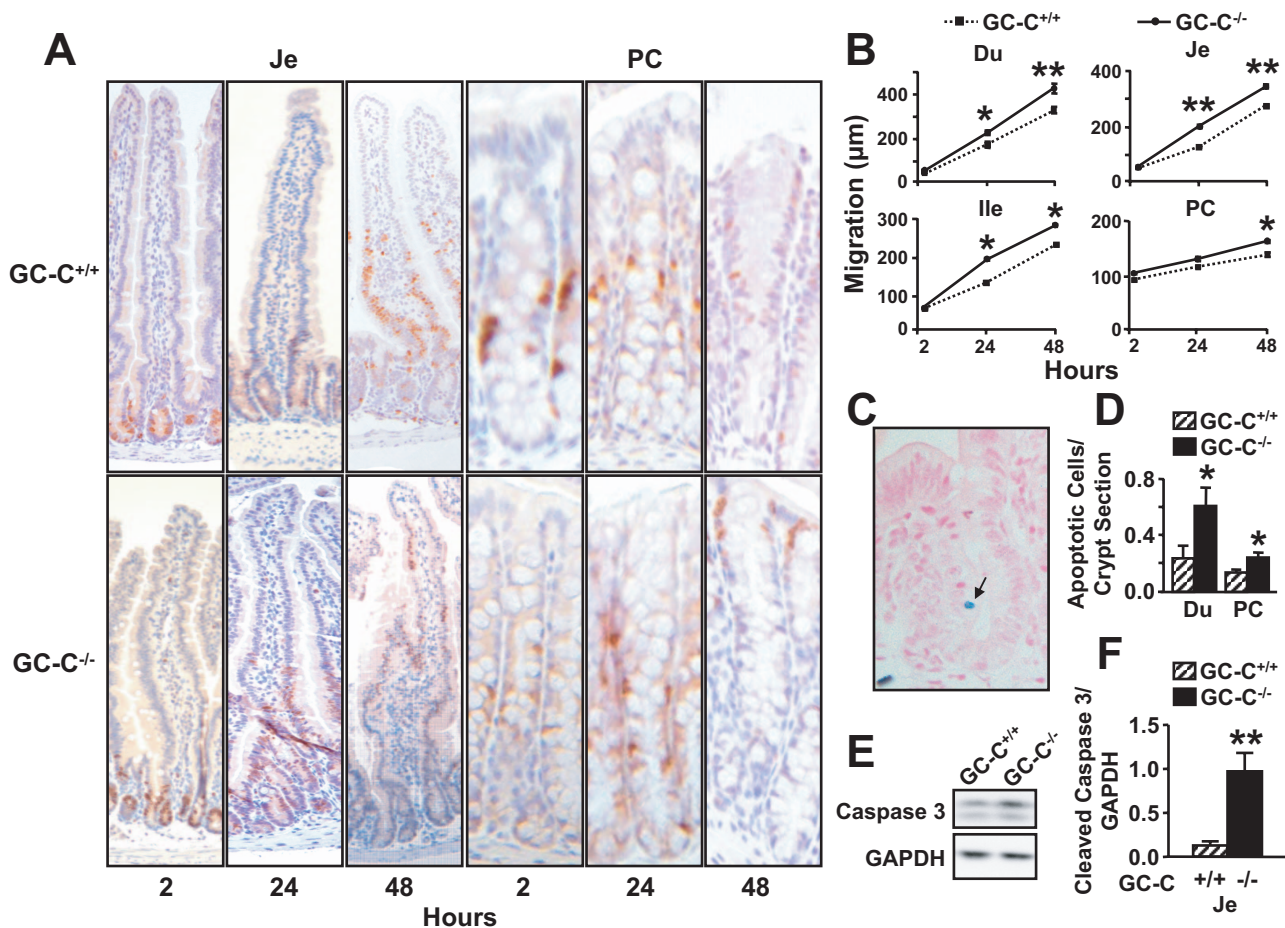 A
Je
PC
GC-C+/+
GC-C-/-
2 24 48 2 24 48
Hours
B
GC-C+/+ GC-C-/-
Du
Je
Migration (µm)
400
200
0
**
*
400
200
0
**
**
Ile
PC
300
200
100
0
*
*
200
100
0
*
2 24 48 2 24 48
Hours
C
D
GC-C+/+
GC-C-/-
Apoptotic Cells/
Crypt Section
0.8
0.4
0.0
*
*
Du PC
E
GC-C+/+ GC-C-/-
Caspase 3
GAPDH
F
GC-C+/+
GC-C-/-
Cleaved Caspase 3/
GAPDH
1.5
1.0
0.5
0.0
**
GC-C +/+ -/-
Je